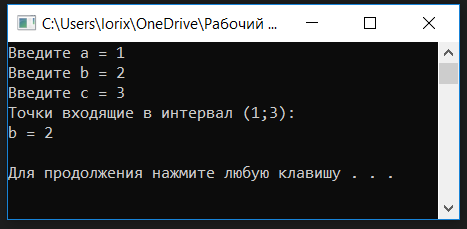 C:\Users\lorix\OneDrive\Рабочий ...
Введите a = 1
Введите b = 2
Введите c = 3
Точки входящие в интервал (1;3):
b = 2
Для продолжения нажмите любую клавишу . . .